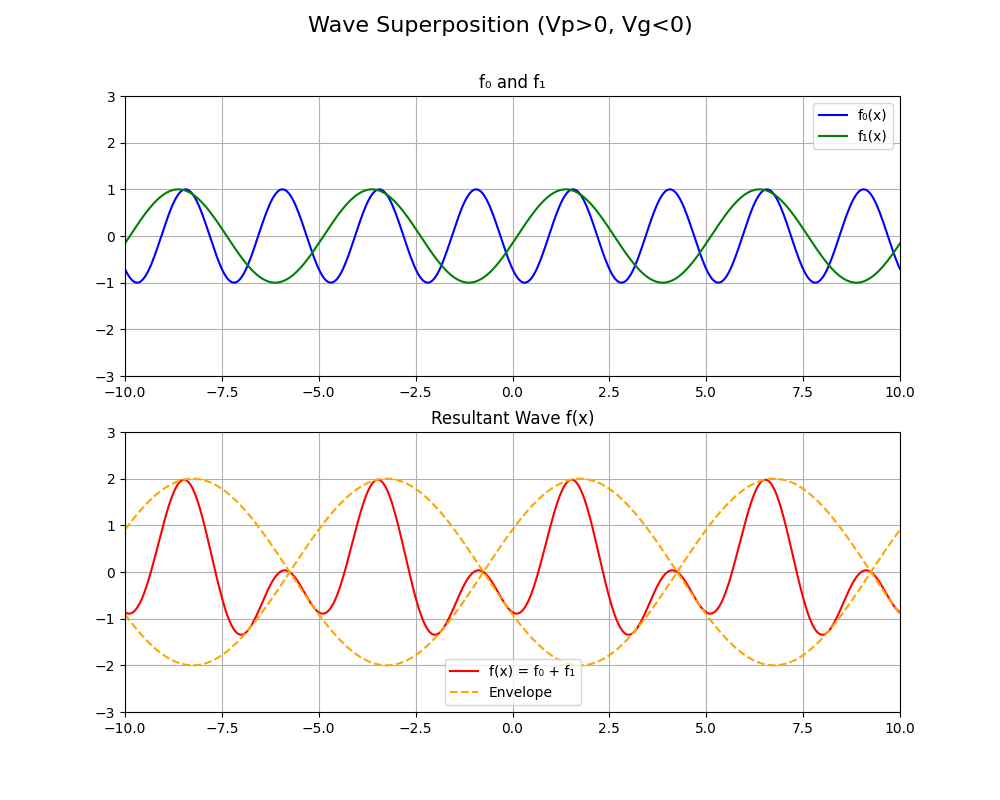 Wave Superposition (Vp>0, Vg<0)
f₀ and f₁
3
2
1
0
−1
−2
−3
f₀(x)
f₁(x)
−10.0 −7.5 −5.0 −2.5 0.0 2.5 5.0 7.5 10.0
Resultant Wave f(x)
3
2
1
0
−1
−2
−3
f(x) = f₀ + f₁
Envelope
−10.0 −7.5 −5.0 −2.5 0.0 2.5 5.0 7.5 10.0